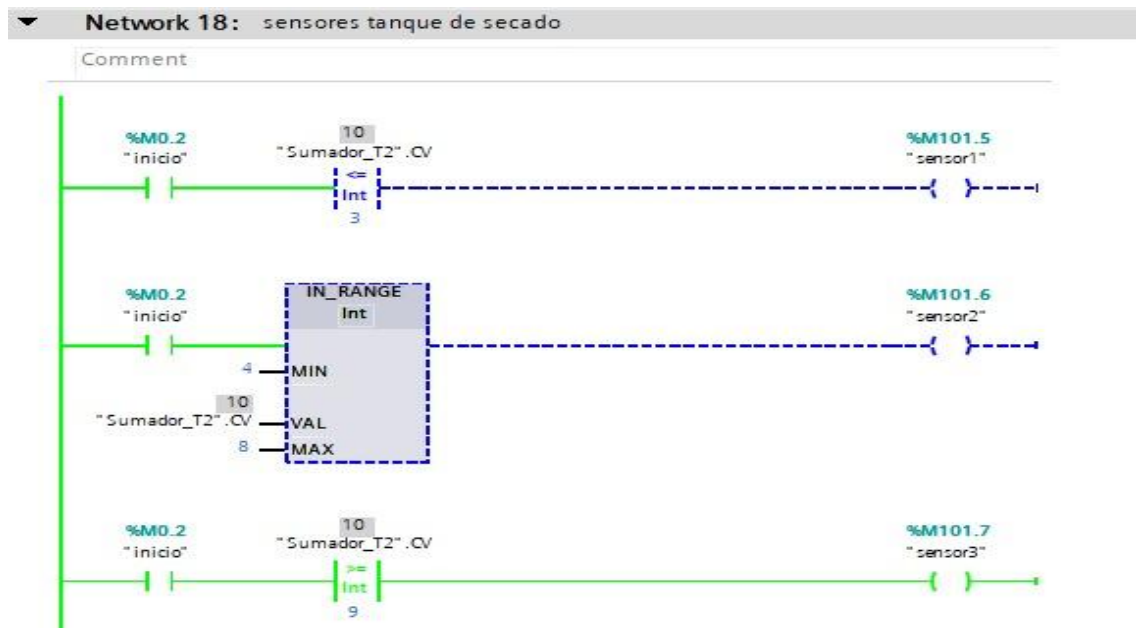 Network 18: sensores tanque de secado
Comment
%M0.2
"inicio"
10
"Sumador_T2".CV
<=
Int
3
%M101.5
"sensor1"
%M0.2
"inicio"
IN_RANGE
Int
4 MIN
10
"Sumador_T2".CV VAL
8 MAX
%M101.6
"sensor2"
%M0.2
"inicio"
10
"Sumador_T2".CV
>=
Int
9
%M101.7
"sensor3"